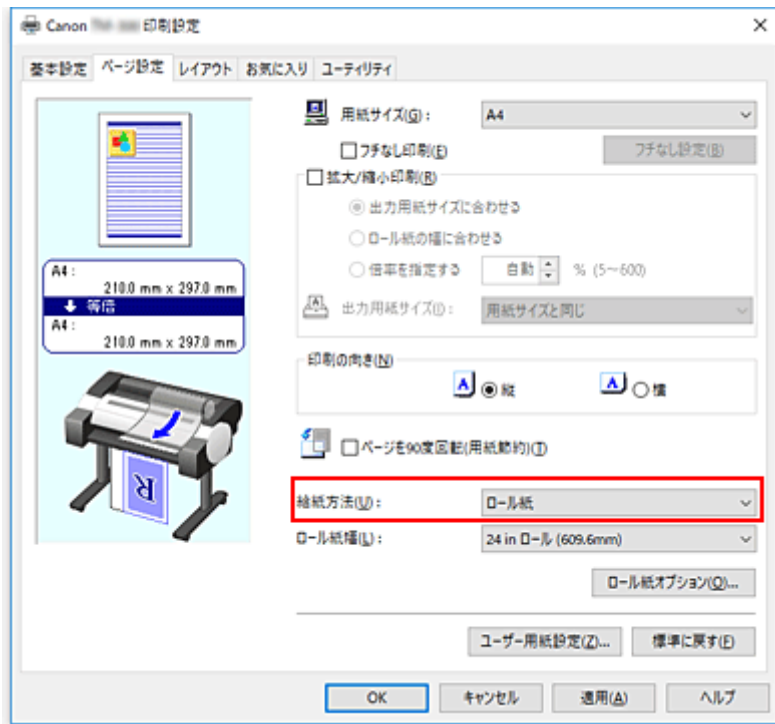 Canon 印刷設定
基本設定 ページ設定 レイアウト お気に入り ユーティリティ
用紙サイズ(G): A4
フチなし印刷(E) フチなし設定(B)
拡大/縮小印刷(R)
出力用紙サイズに合わせる
ロール紙の幅に合わせる
倍率を指定する 自動 % (5~600)
出力用紙サイズ(I): 用紙サイズと同じ
A4:
210.0 mm x 297.0 mm
等倍
A4:
210.0 mm x 297.0 mm
印刷の向き(N)
A 縦 A 横
ページを90度回転(用紙節約)(T)
R
給紙方法(U): ロール紙
ロール紙幅(L): 24 in ロール (609.6mm)
ロール紙オプション(O)...
ユーザー用紙設定(Z)... 標準に戻す(F)
OK キャンセル 適用(A) ヘルプ